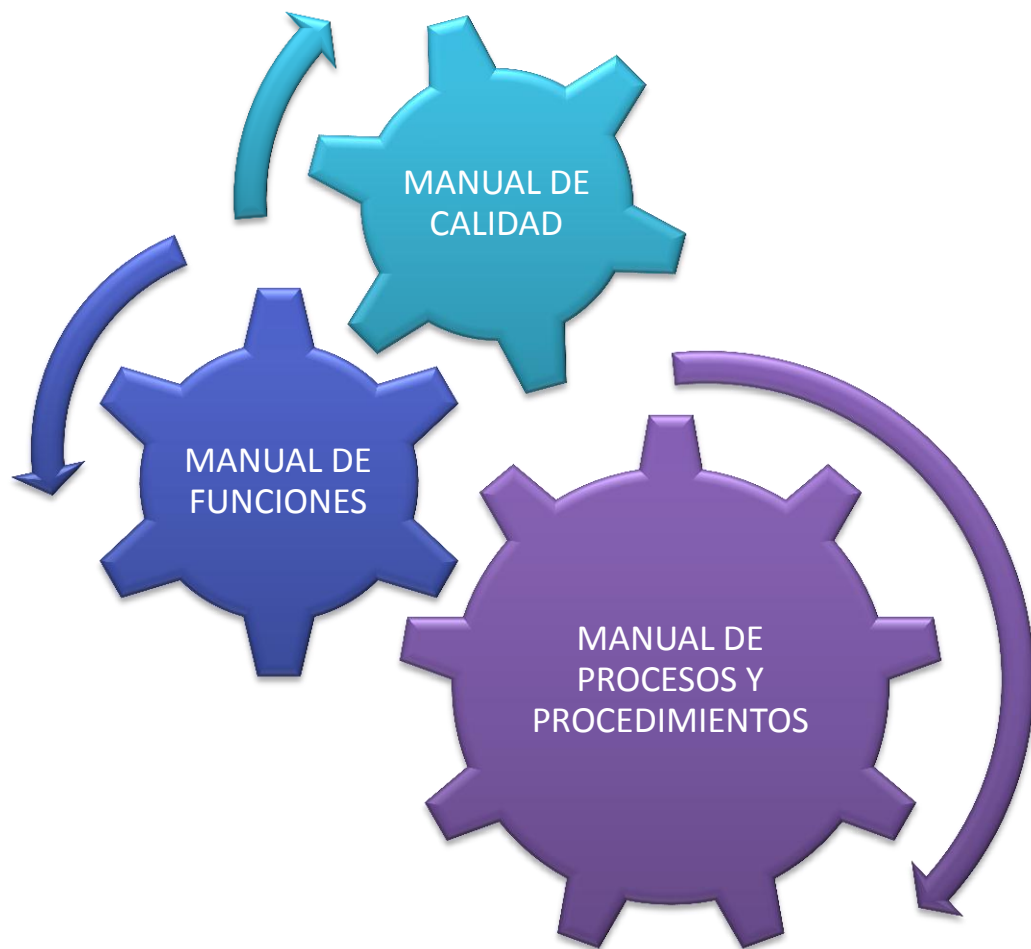 MANUAL DE
CALIDAD
MANUAL DE
FUNCIONES
MANUAL DE
PROCESOS Y
PROCEDIMIENTOS